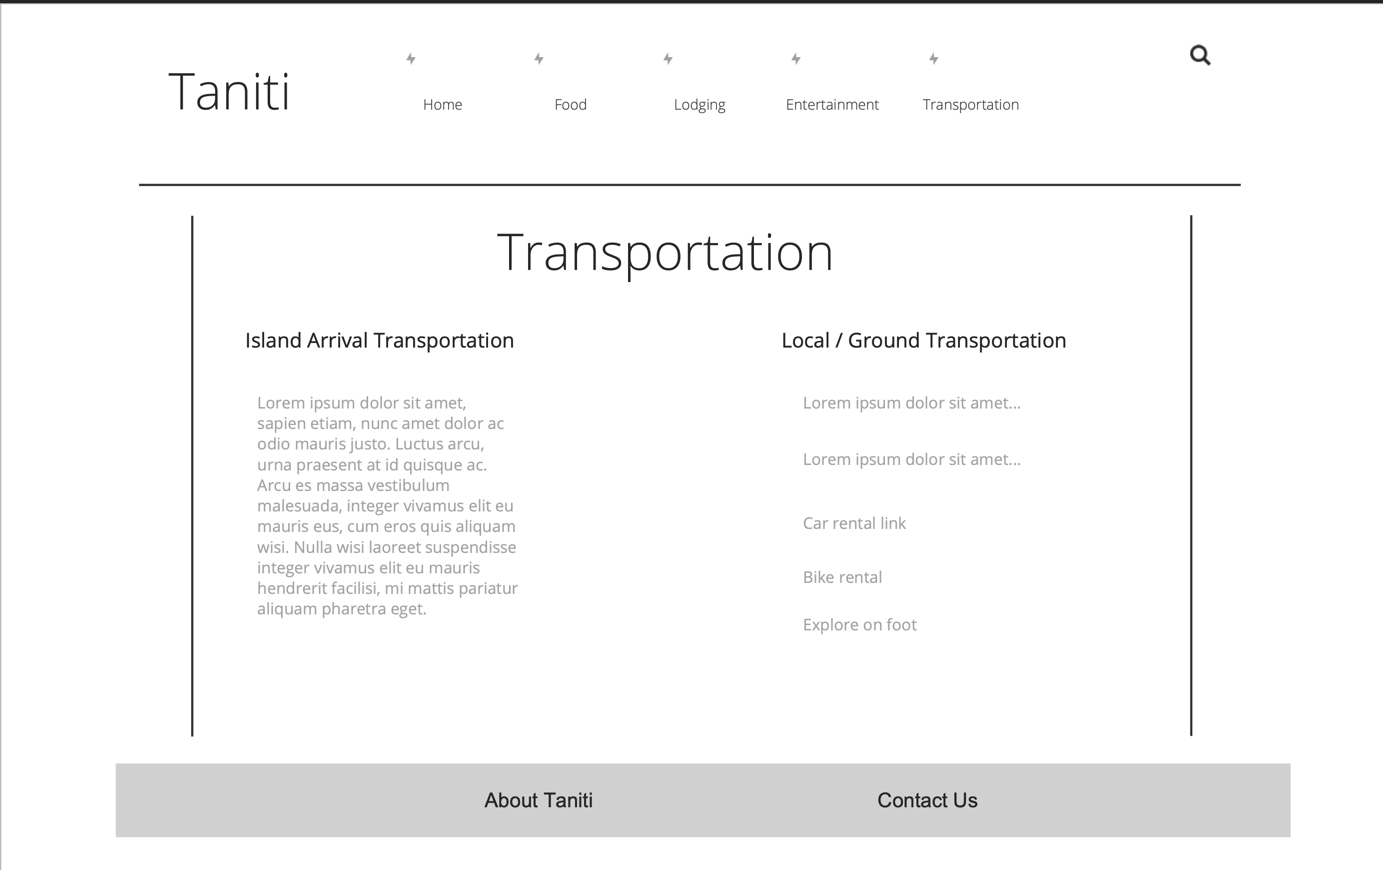 Taniti
Home
Food
Lodging
Entertainment
Transportation
Transportation
Island Arrival Transportation
Lorem ipsum dolor sit amet,
sapien etiam, nunc amet dolor ac
odio mauris justo. Luctus arcu,
urna praesent at id quisque ac.
Arcu es massa vestibulum
malesuada, integer vivamus elit eu
mauris eus, cum eros quis aliquam
wisi. Nulla wisi laoreet suspendisse
integer vivamus elit eu mauris
hendrerit facilisi, mi mattis pariatur
aliquam pharetra eget.
Local / Ground Transportation
Lorem ipsum dolor sit amet...
Lorem ipsum dolor sit amet...
Car rental link
Bike rental
Explore on foot
About Taniti
Contact Us